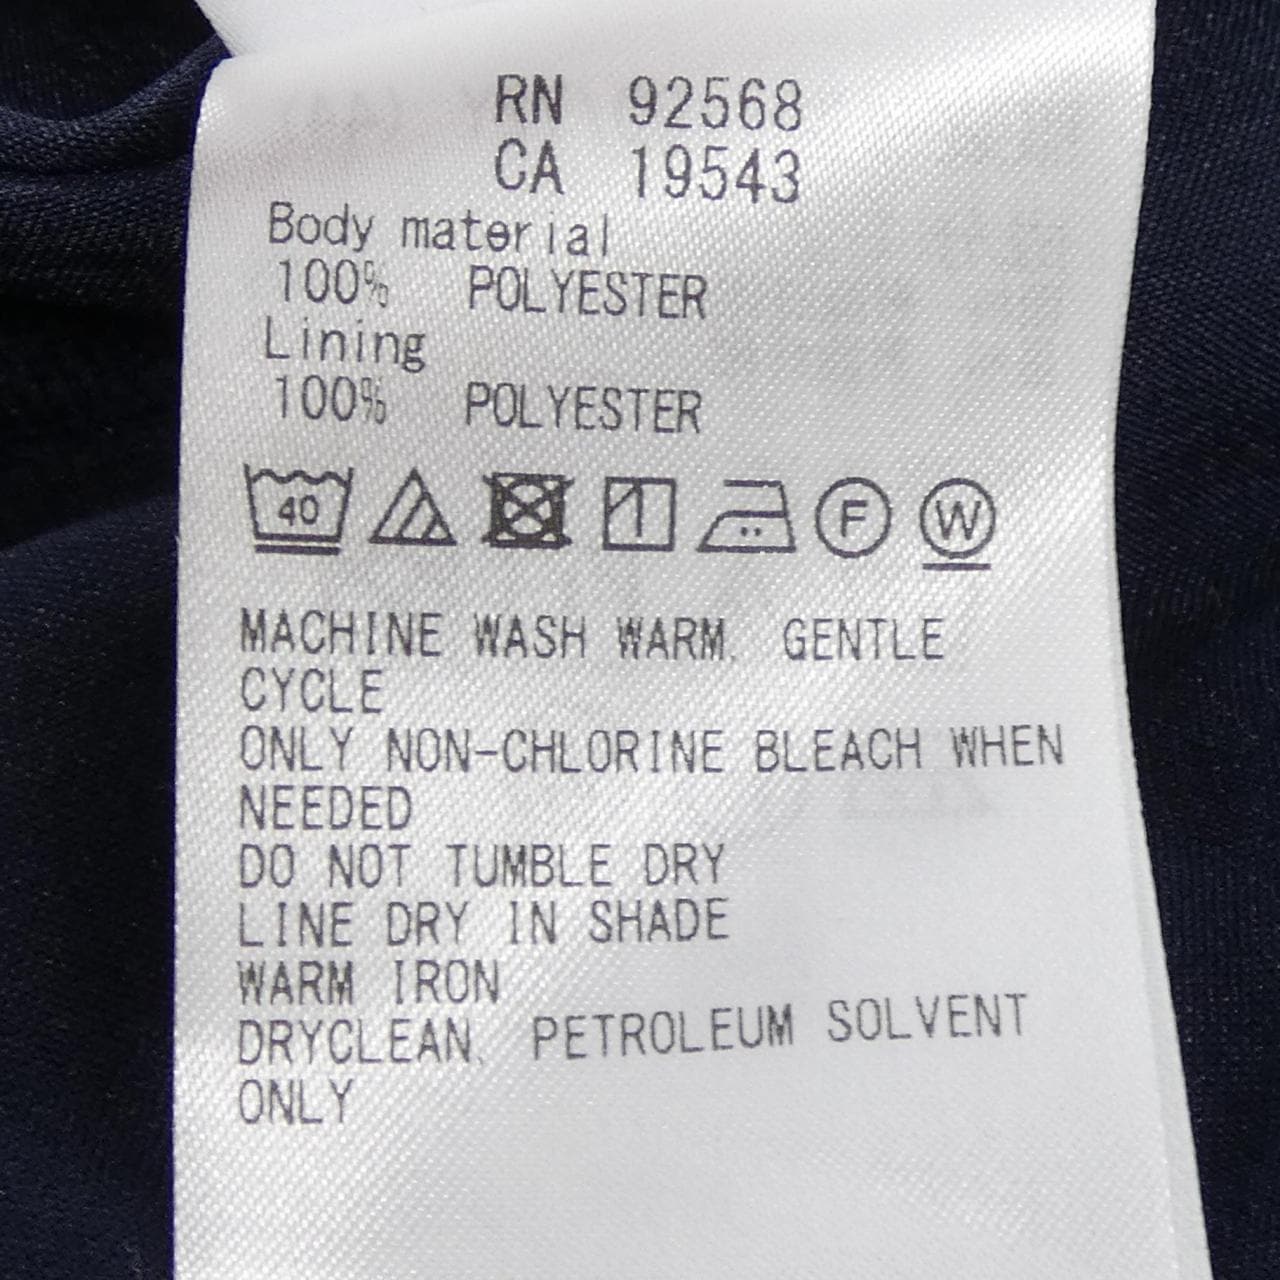 RN 92568
CA 19543
Body material
100% POLYESTER
Lining
100% POLYESTER
40 F W
MACHINE WASH WARM, GENTLE
CYCLE
ONLY NON-CHLORINE BLEACH WHEN
NEEDED
DO NOT TUMBLE DRY
LINE DRY IN SHADE
WARM IRON
DRYCLEAN, PETROLEUM SOLVENT
ONLY